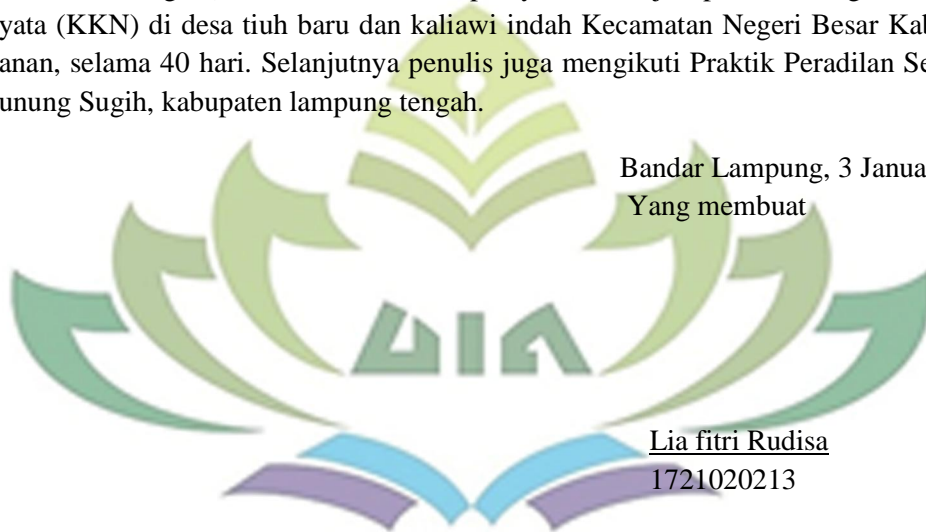 yata (KKN) di desa tiuh baru dan kaliawi indah Kecamatan Negeri Besar Kab
anan, selama 40 hari. Selanjutnya penulis juga mengikuti Praktik Peradilan Se
unung Sugih, kabupaten lampung tengah.
Bandar Lampung, 3 Janua
Yang membuat
UIN
Lia fitri Rudisa
1721020213